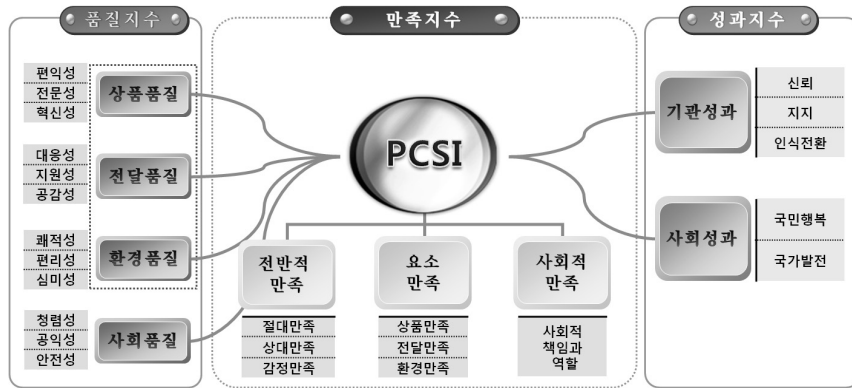 품질지수
만족지수
성과지수
편익성
전문성
혁신성
상품품질
대응성
지원성
공감성
전달품질
쾌적성
편리성
심미성
환경품질
청렴성
공익성
안전성
사회품질
PCSI
전반적
만족
절대만족
상대만족
감정만족
요소
만족
상품만족
전달만족
환경만족
사회적
만족
사회적
책임과
역할
기관성과
신뢰
지지
인식전환
사회성과
국민행복
국가발전